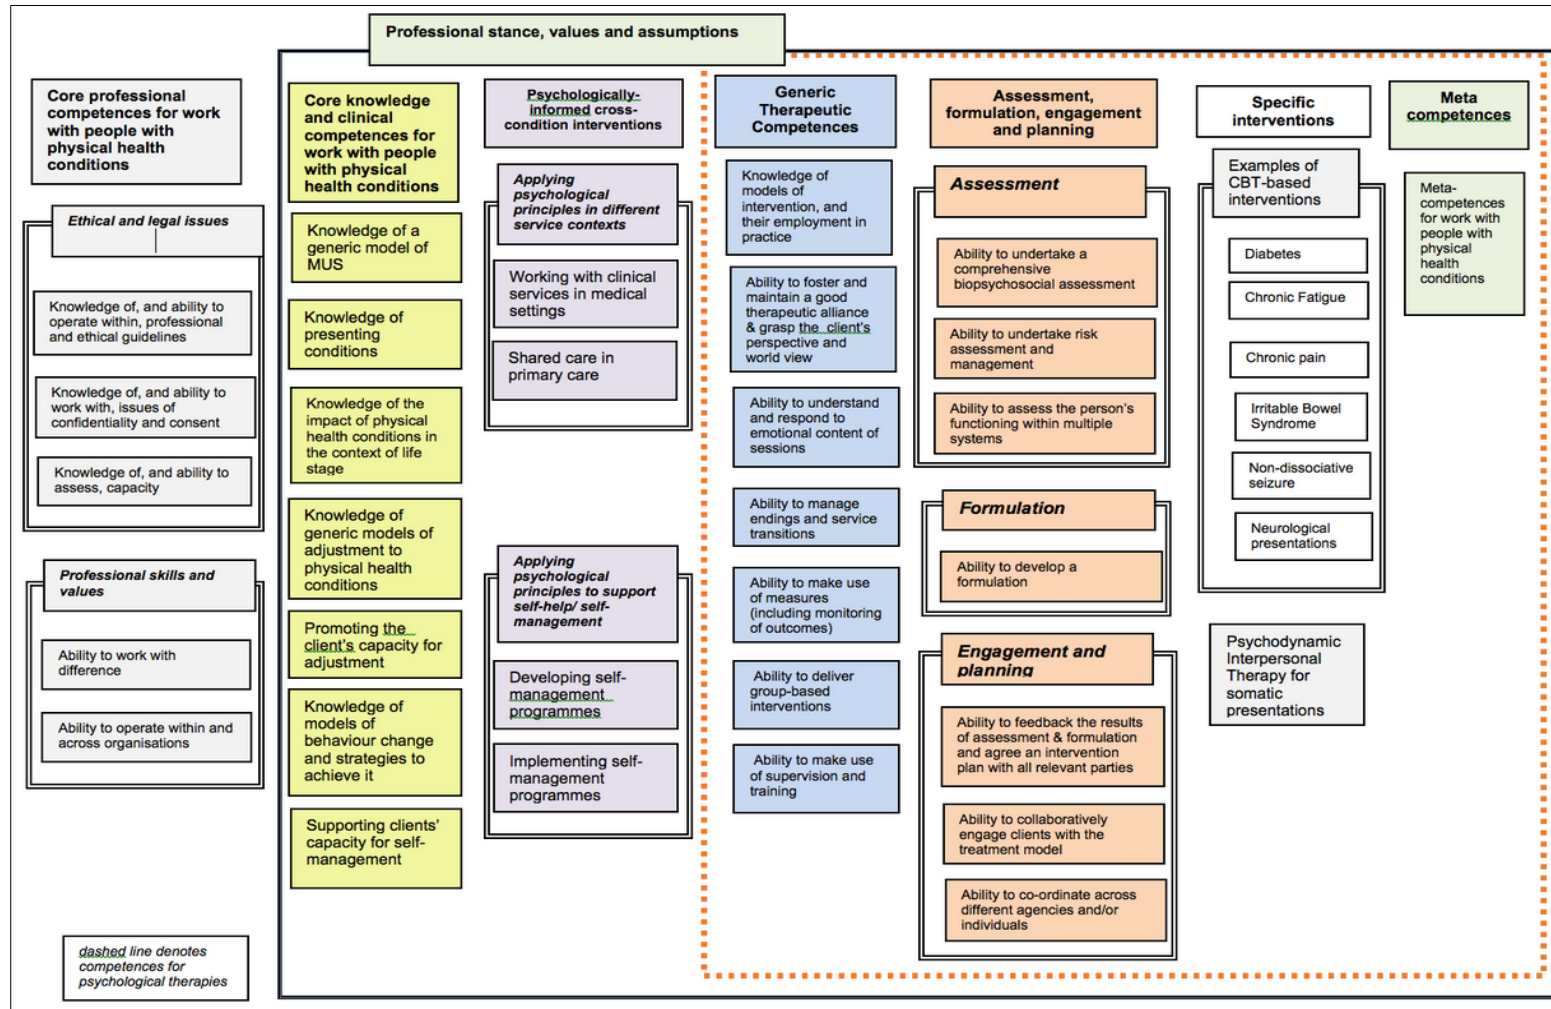 Professional stance, values and assumptions
Core professional
competences for work
with people with
physical health
conditions
Ethical and legal issues
Knowledge of, and ability to
operate within, professional
and ethical guidelines
Knowledge of, and ability to
work with, issues of
confidentiality and consent
Knowledge of, and ability to
assess, capacity
Professional skills and
values
Ability to work with
difference
Ability to operate within and
across organisations
dashed line denotes
competences for
psychological therapies
Core knowledge
and clinical
competences for
work with people
with physical
health conditions
Knowledge of a
generic model of
MUS
Knowledge of
presenting
conditions
Knowledge of the
impact of physical
health conditions in
the context of life
stage
Knowledge of
generic models of
adjustment to
physical health
conditions
Promoting the
client's capacity for
adjustment
Knowledge of
models of
behaviour change
and strategies to
achieve it
Supporting clients'
capacity for self-
management
Psychologically-
informed cross-
condition interventions
Applying
psychological
principles in different
service contexts
Working with clinical
services in medical
settings
Shared care in
primary care
Applying
psychological
principles to support
self-help/ self-
management
Developing self-
management
programmes
Implementing self-
management
programmes
Generic
Therapeutic
Competences
Knowledge of
models of
intervention, and
their employment in
practice
Ability to foster and
maintain a good
therapeutic alliance
& grasp the client's
perspective and
world view
Ability to understand
and respond to
emotional content of
sessions
Ability to manage
endings and service
transitions
Ability to make use
of measures
(including monitoring
of outcomes)
Ability to deliver
group-based
interventions
Ability to make use
of supervision and
training
Assessment,
formulation, engagement
and planning
Assessment
Ability to undertake a
comprehensive
biopsychosocial assessment
Ability to undertake risk
assessment and
management
Ability to assess the person's
functioning within multiple
systems
Formulation
Ability to develop a
formulation
Engagement and
planning
Ability to feedback the results
of assessment & formulation
and agree an intervention
plan with all relevant parties
Ability to collaboratively
engage clients with the
treatment model
Ability to co-ordinate across
different agencies and/or
individuals
Specific
interventions
Examples of
CBT-based
interventions
Diabetes
Chronic Fatigue
Chronic pain
Irritable Bowel
Syndrome
Non-dissociative
seizure
Neurological
presentations
Psychodynamic
Interpersonal
Therapy for
somatic
presentations
Meta
competences
Meta-
competences
for work with
people with
physical
health
conditions